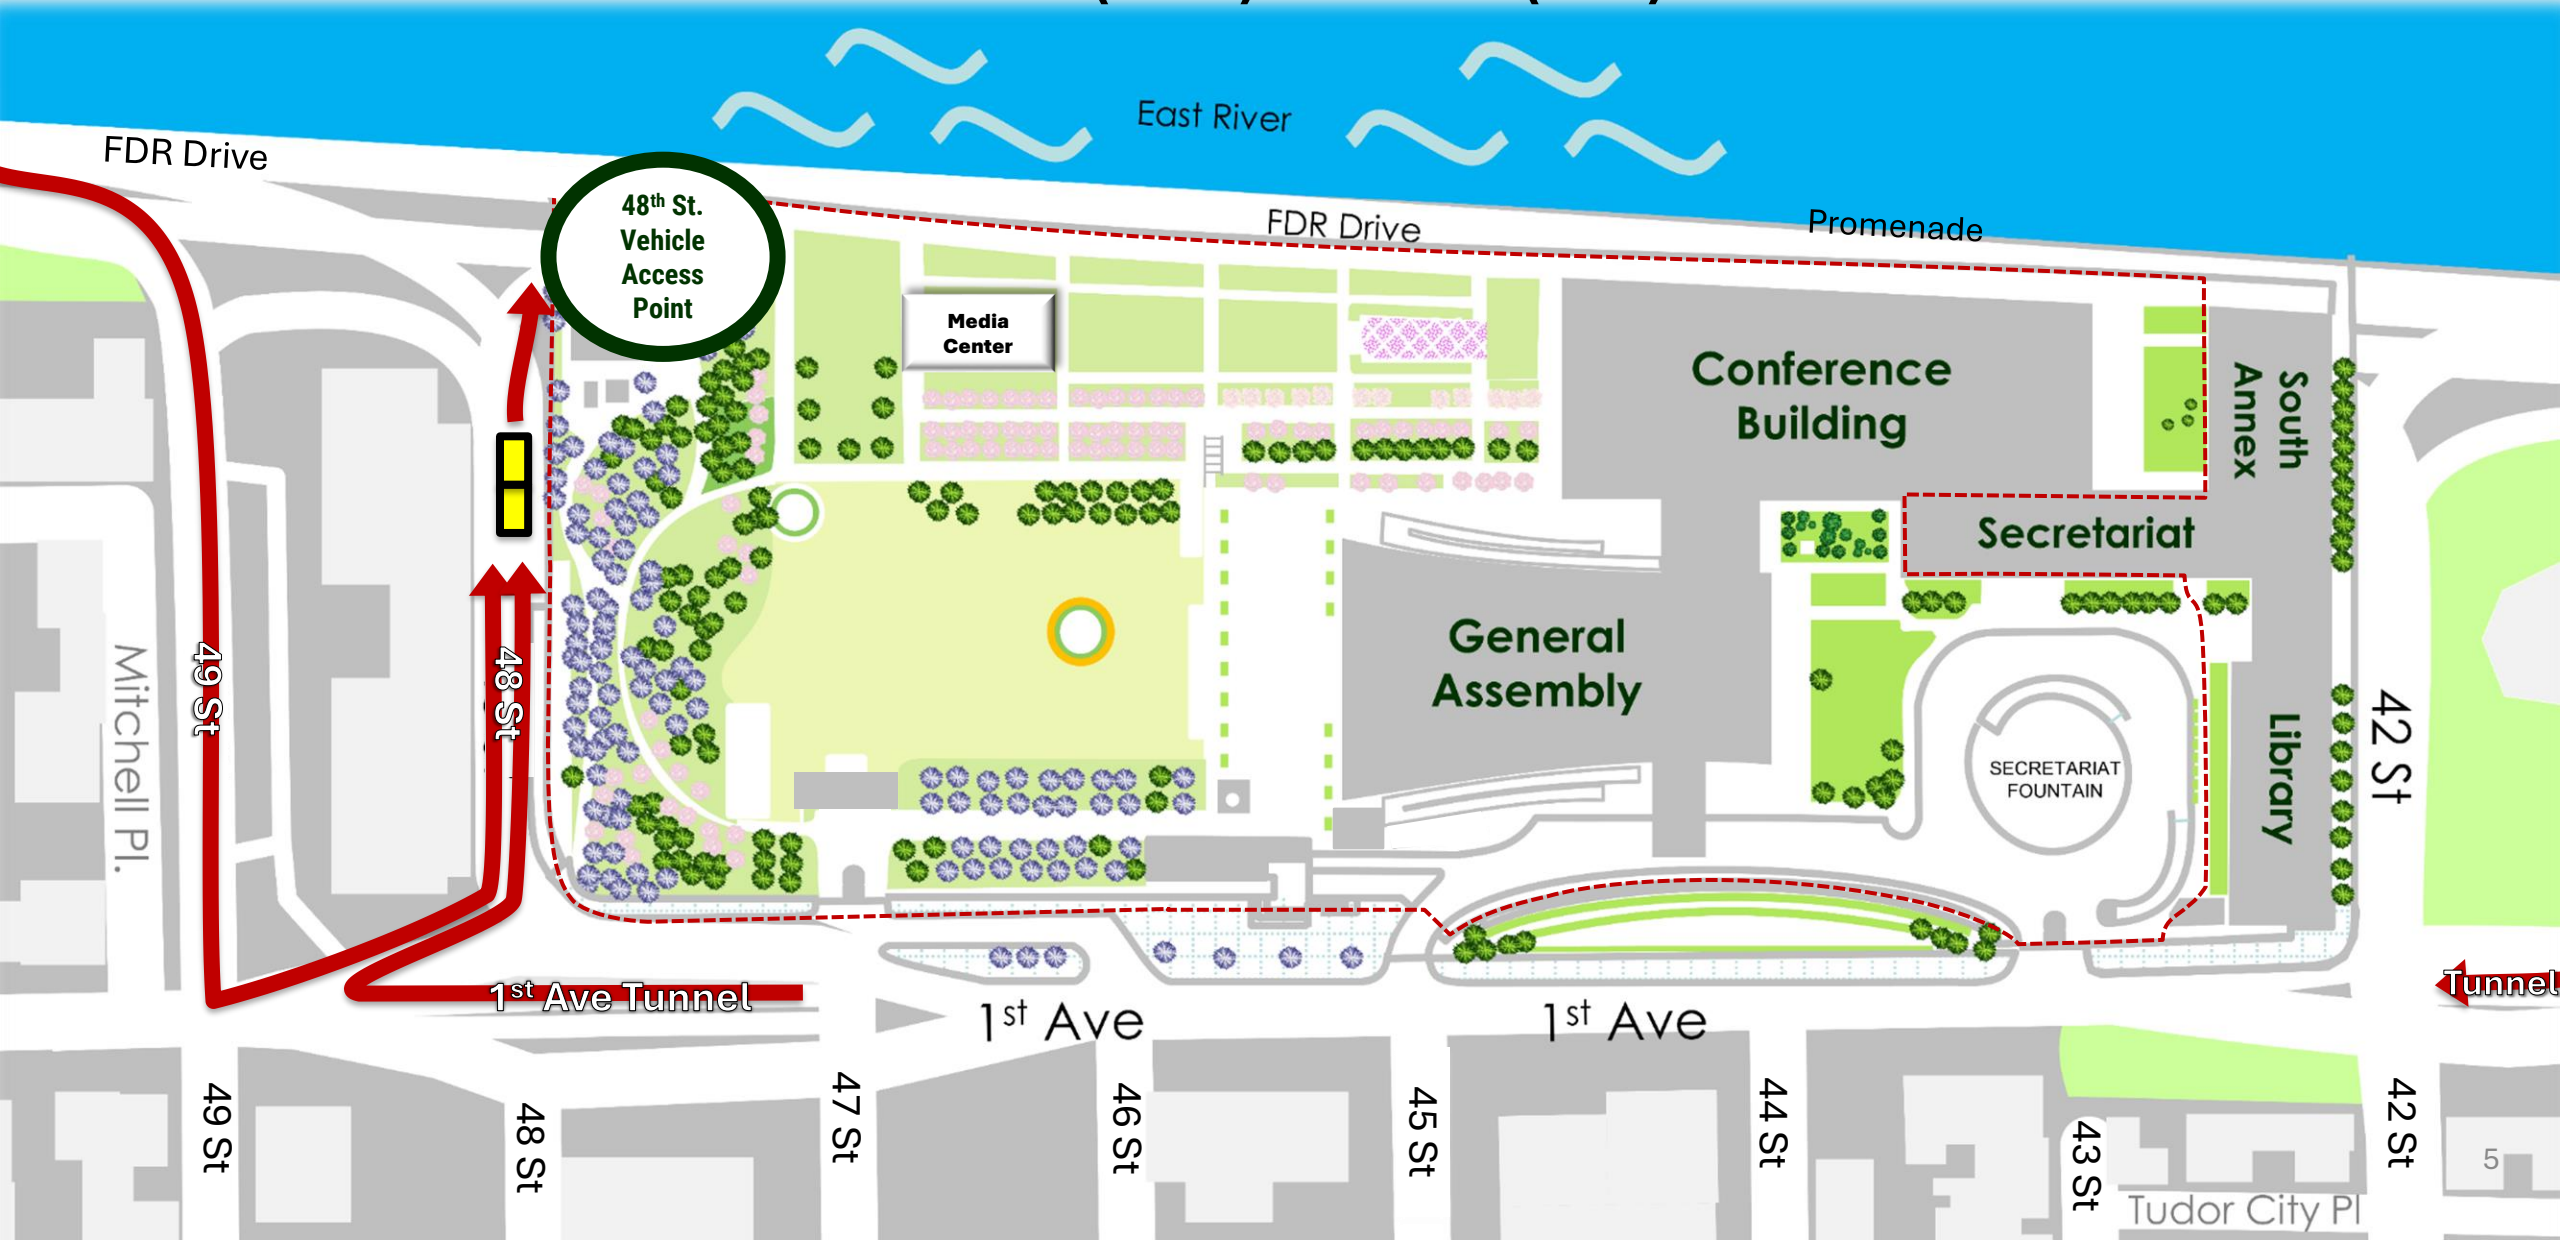 East River
FDR Drive
48th St.
Vehicle
Access
Point
FDR Drive
Promenade
Media
Center
Conference
Building
South
Annex
Secretariat
General
Assembly
SECRETARIAT
FOUNTAIN
Library
42 St
Mitchell Pl.
49 St
48 St
1st Ave Tunnel
1st Ave
1st Ave
Tunnel
49 St
48 St
47 St
46 St
45 St
44 St
43 St
42 St
5
Tudor City Pl